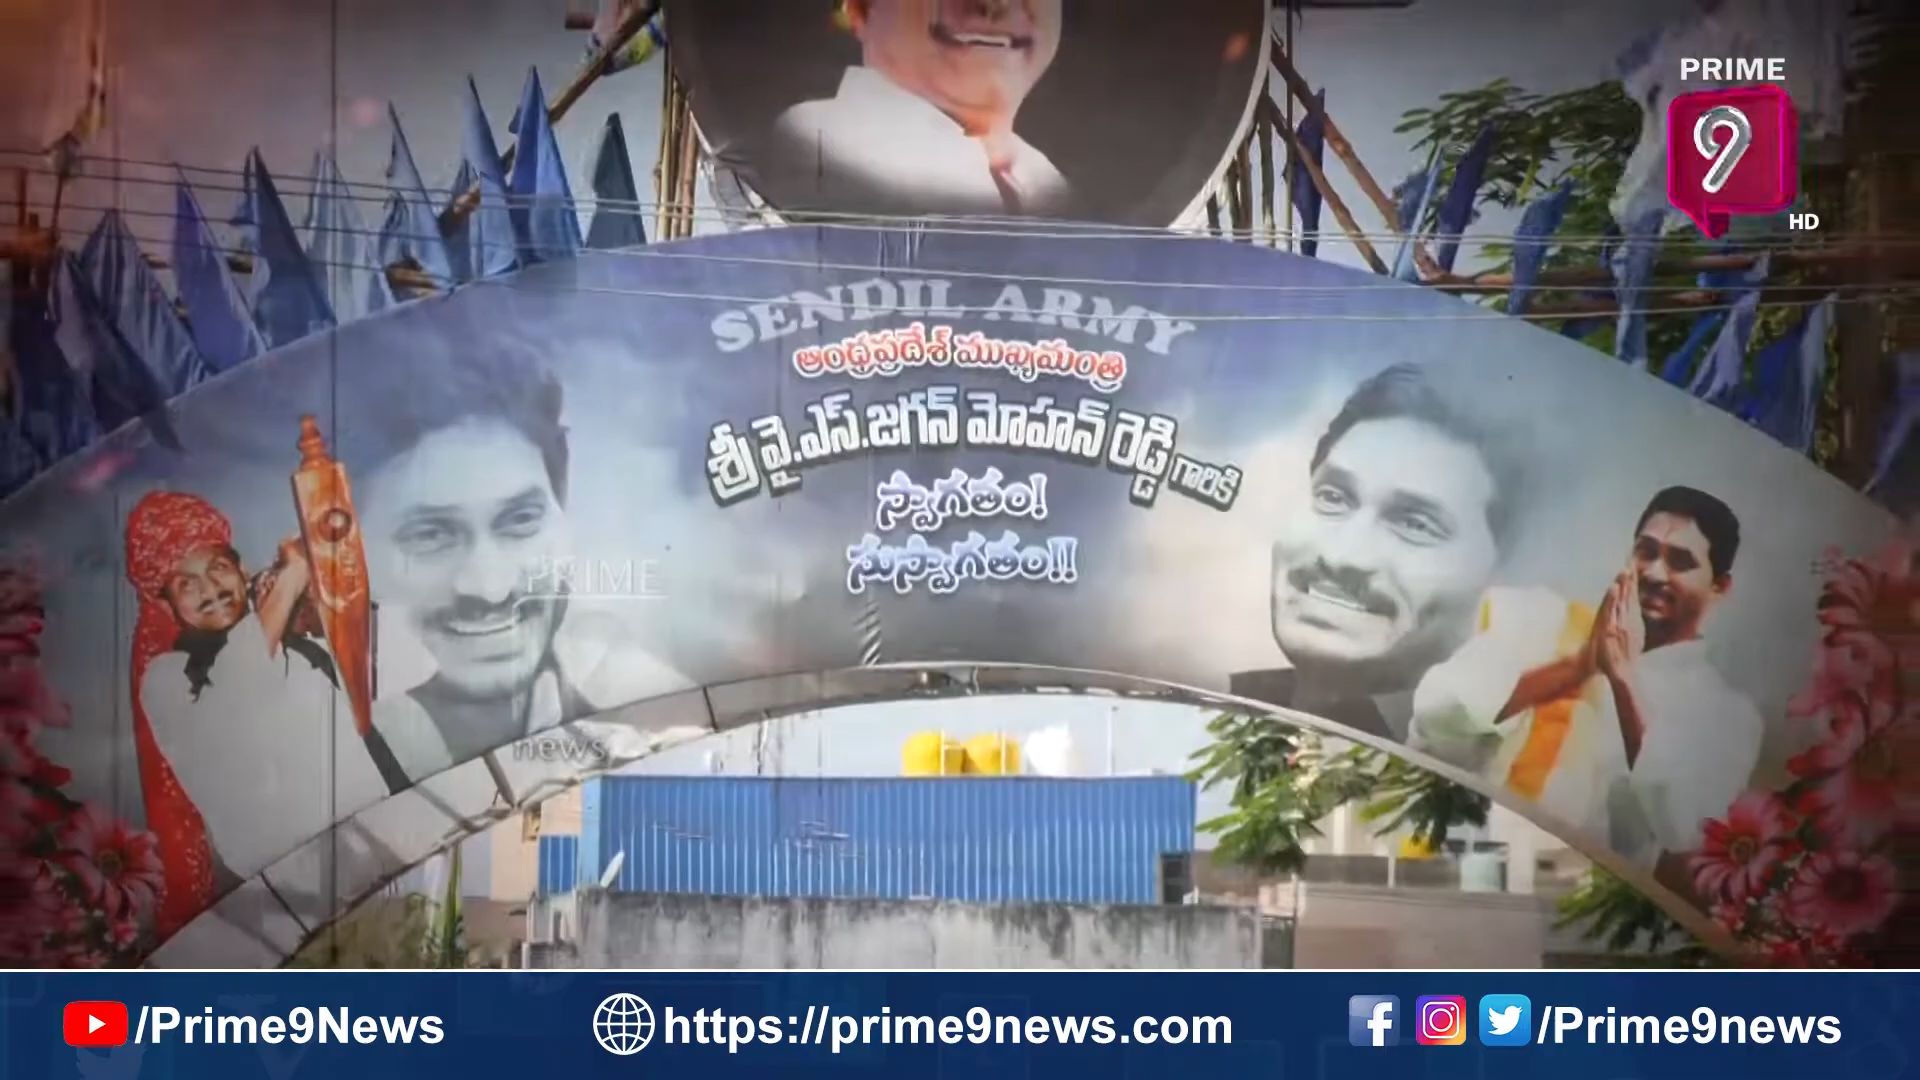 PRIME
9
HD
SENDIL ARMY
ఆంధ్రప్రదేశ్ ముఖ్యమంత్రి
శ్రీ వై.ఎస్.జగన్ మోహన్ రెడ్డి గారికి
స్వాగతం!
సుస్వాగతం!!
PRIME
news
/Prime9News
https://prime9news.com
/Prime9news